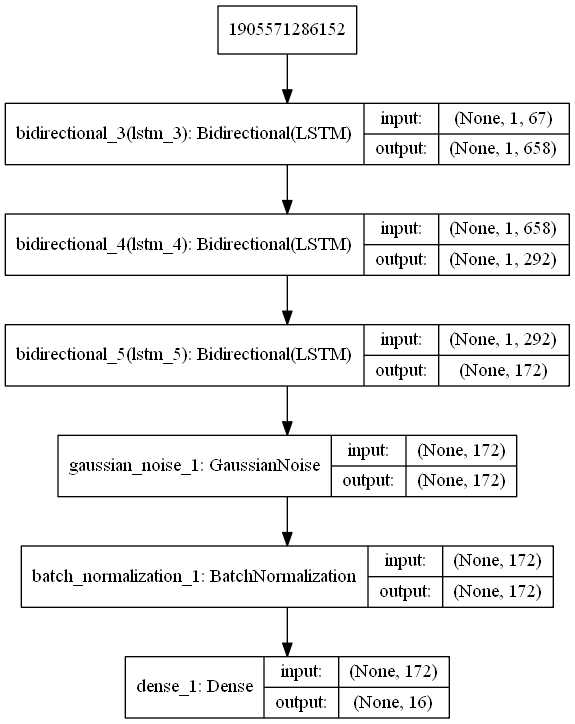 1905571286152
bidirectional_3(lstm_3): Bidirectional(LSTM)
input: (None, 1, 67)
output: (None, 1, 658)
bidirectional_4(lstm_4): Bidirectional(LSTM)
input: (None, 1, 658)
output: (None, 1, 292)
bidirectional_5(lstm_5): Bidirectional(LSTM)
input: (None, 1, 292)
output: (None, 172)
gaussian_noise_1: GaussianNoise
input: (None, 172)
output: (None, 172)
batch_normalization_1: BatchNormalization
input: (None, 172)
output: (None, 172)
dense_1: Dense
input: (None, 172)
output: (None, 16)